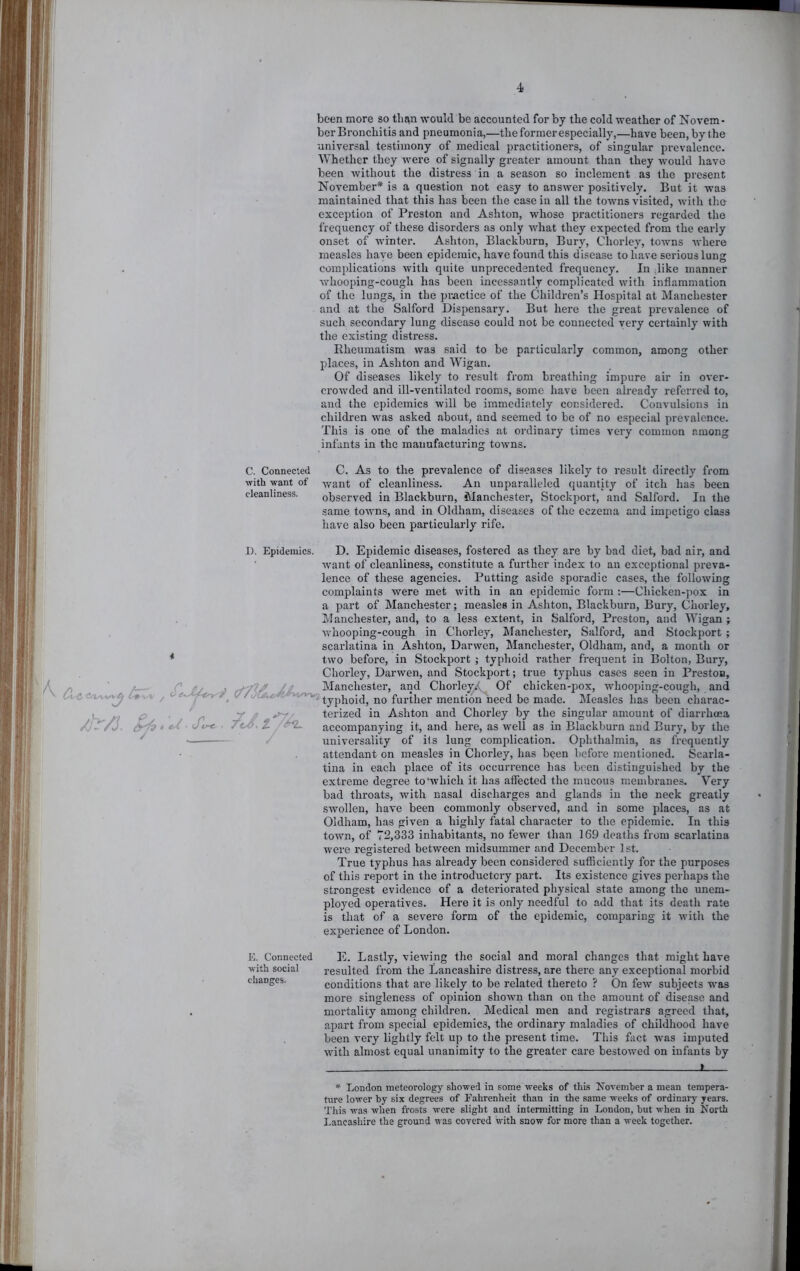 4
been more so than would be accounted for by the cold weather of Novem-
ber Bronchitis and pneumonia,—the former especially,—have been, by the
universal testimony of medical practitioners, of singular prevalence.
Whether they were of signally greater amount than they would have
been without the distress in a season so inclement as the present
November* is a question not easy to answer positively. But it was
maintained that this has been the case in all the towns visited, with the
exception of Preston and Ashton, whose practitioners regarded the
frequency of these disorders as only what they expected from the early
onset of winter. Ashton, Blackburn, Bury, Chorley, towns where
measles have been epidemic, have found this disease to have serious lung
complications with quite unprecedented frequency. In like manner
whooping-cough has been incessantly complicated with inflammation
of the lungs, in the practice of the Children's Hospital at Manchester
and at the Salford Dispensary. But here the great prevalence of
such secondary lung disease could not be connected very certainly with
the existing distress.
Rheumatism was said to be particularly common, among other
places, in Ashton and Wigan.
Of diseases likely to result from breathing impure air in over-
crowded and ill-ventilated rooms, some have been already referred to,
and the epidemics will be immediately considered. Convulsions in
children was asked about, and seemed to be of no especial prevalence.
This is one of the maladies at ordinary times very common among
infants in the manufacturing towns.
C. Connected
with want of
cleanliness.
C. As to the prevalence of diseases likely to result directly from
want of cleanliness. An unparalleled quantity of itch has been
observed in Blackburn, Manchester, Stockport, and Salford. In the
same towns, and in Oldham, diseases of the eczema and impetigo class
have also been particularly rife.
D. Epidemics.
D. Epidemic diseases, fostered as they are by bad diet, bad air, and
want of cleanliness, constitute a further index to an exceptional preva-
lence of these agencies. Putting aside sporadic cases, the following
complaints were met with in an epidemic form :—Chicken-pox in
a part of Manchester; measles in Ashton, Blackburn, Bury, Chorley,
Manchester, and, to a less extent, in Salford, Preston, and Wigan ;
whooping-cough in Chorley, Manchester, Salford, and Stockport ;
scarlatina in Ashton, Darwen, Manchester, Oldham, and, a month or
two before, in Stockport ; typhoid rather frequent in Bolton, Bury,
Chorley, Darwen, and Stockport; true typhus cases seen in Preston,
Manchester, and Chorley. Of chicken-pox, whooping-cough, and
typhoid, no further mention need be made. Measles has been charac-
terized in Ashton and Chorley by the singular amount of diarrhœa
accompanying it, and here, as well as in Blackburn and Bury, by the
universality of its lung complication. Ophthalmia, as frequently
attendant on measles in Chorley, has been before mentioned. Scarla-
tina in each place of its occurrence has been distinguished by the
extreme degree to which it has affected the mucous membranes. Very
bad throats, with nasal discharges and glands in the neck greatly
swollen, have been commonly observed, and in some places, as at
Oldham, has given a highly fatal character to the epidemic. In this
town, of 72,333 inhabitants, no fewer than 169 deaths from scarlatina
were registered between midsummer and December 1st.
True typhus has already been considered sufficiently for the purposes
of this report in the introductory part. Its existence gives perhaps the
strongest evidence of a deteriorated physical state among the unem-
ployed operatives. Here it is only needful to add that its death rate
is that of a severe form of the epidemic, comparing it with the
experience of London.
E. Connected
with social
changes.
E. Lastly, viewing the social and moral changes that might have
resulted from the Lancashire distress, are there any exceptional morbid
conditions that are likely to be related thereto ? On few subjects was
more singleness of opinion shown than on the amount of disease and
mortality among children. Medical men and registrars agreed that,
apart from special epidemics, the ordinary maladies of childhood have
been very lightly felt up to the present time. This fact was imputed
with almost equal unanimity to the greater care bestowed on infants by
* London meteorology showed in some weeks of this November a mean tempera-
ture lower by six degrees of Fahrenheit than in the same weeks of ordinary years.
This was when frosts were slight and intermitting in London, but when in North
Lancashire the ground was covered with snow for more than a week together.